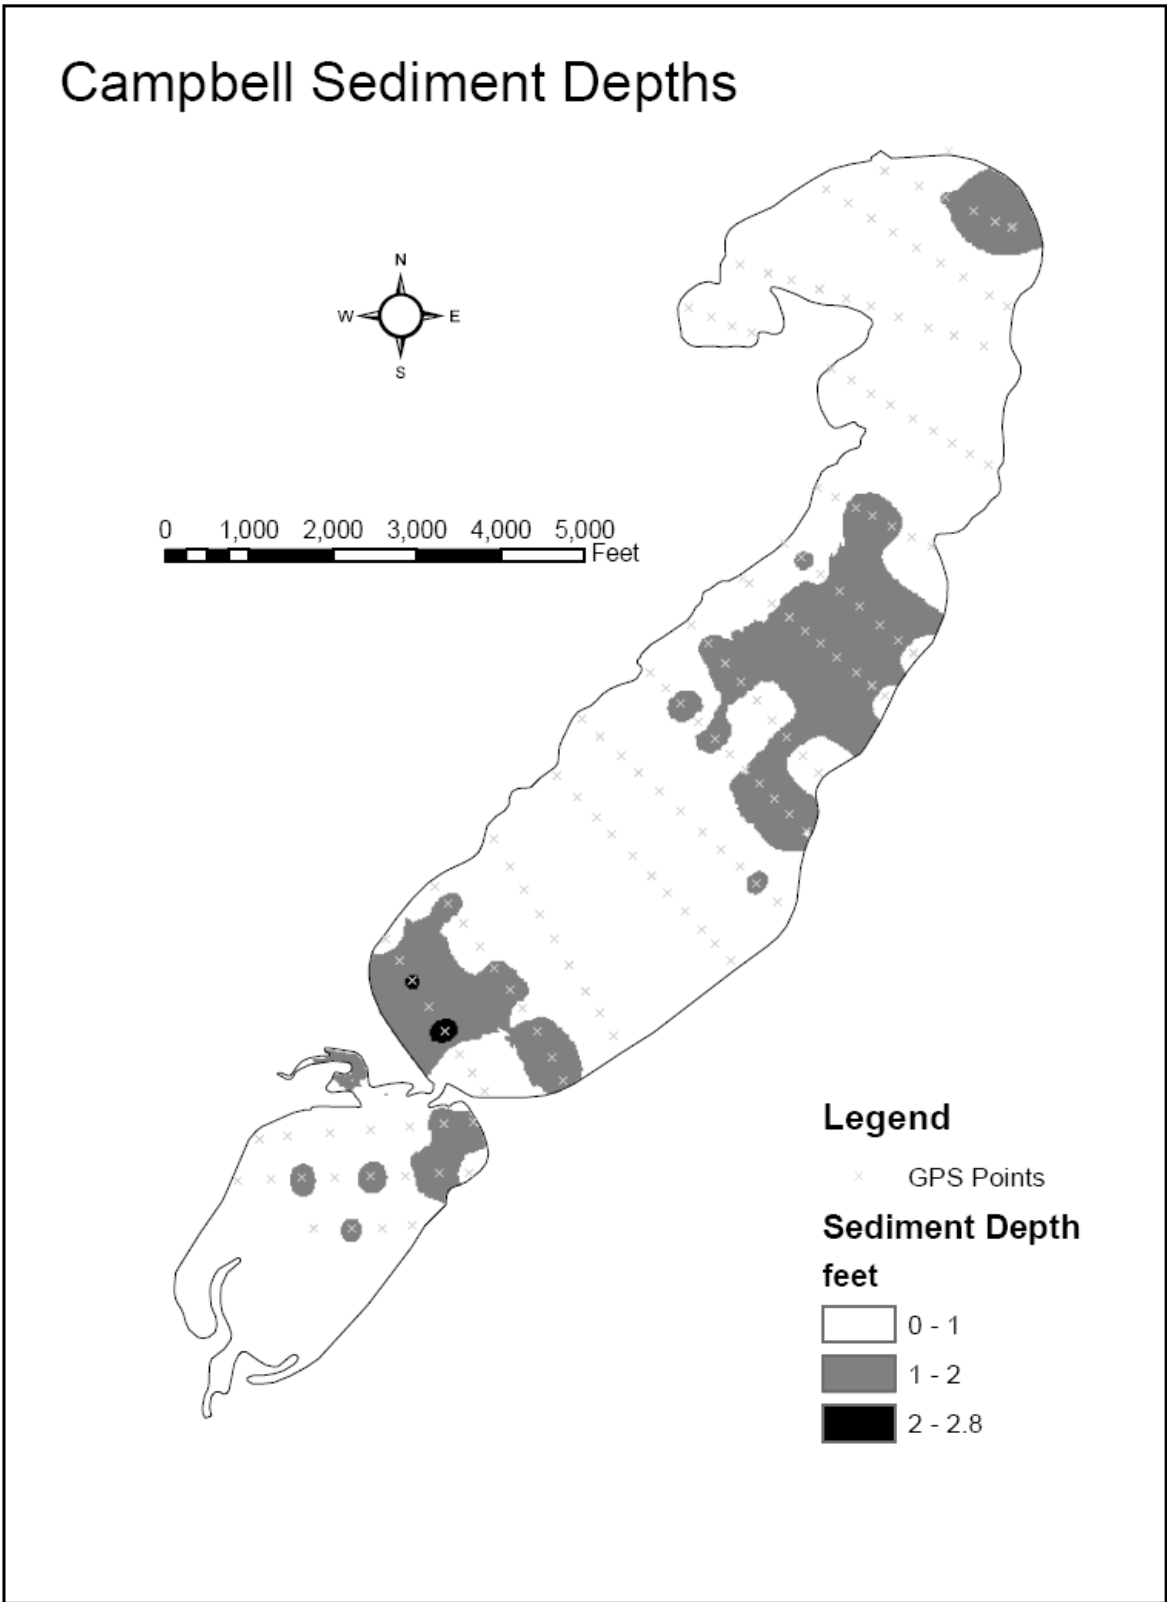 Campbell Sediment Depths
N
W E
S
0 1,000 2,000 3,000 4,000 5,000
Feet
Legend
GPS Points
Sediment Depth
feet
0 - 1
1 - 2
2 - 2.8